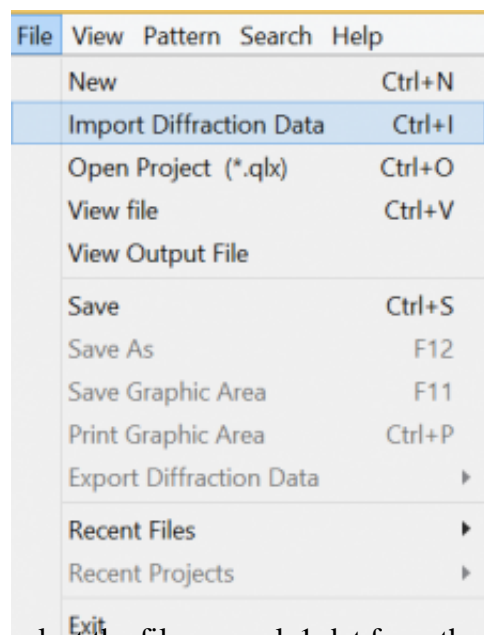 File View Pattern Search Help
New Ctrl+N
Import Diffraction Data Ctrl+I
Open Project (*.qlx) Ctrl+O
View file Ctrl+V
View Output File
Save Ctrl+S
Save As F12
Save Graphic Area F11
Print Graphic Area Ctrl+P
Export Diffraction Data
Recent Files
Recent Projects
Exit